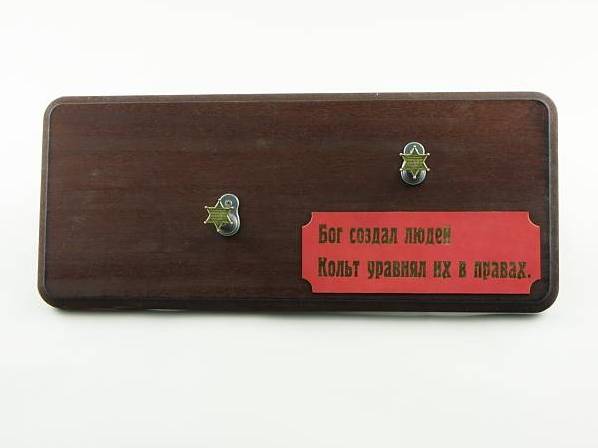 Бог создал людей
Кольт уравнял их в правах.